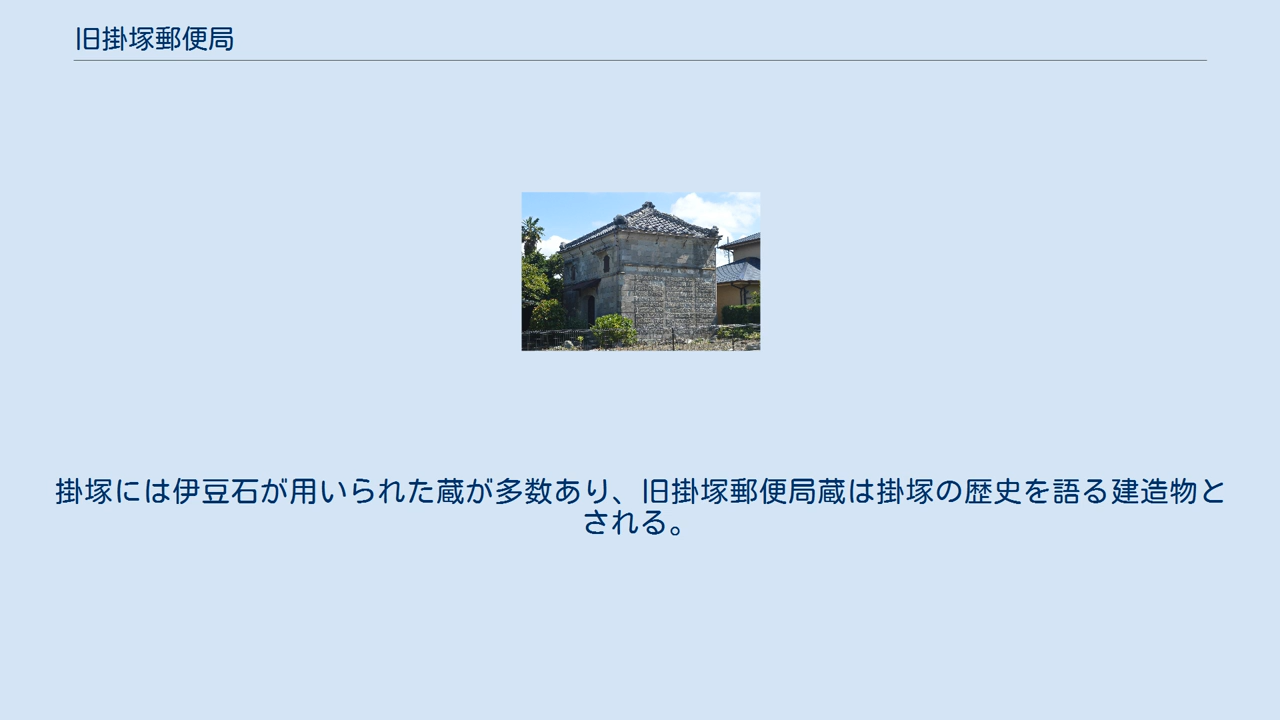 旧掛塚郵便局
掛塚には伊豆石が用いられた蔵が多数あり、旧掛塚郵便局蔵は掛塚の歴史を語る建造物と
される。